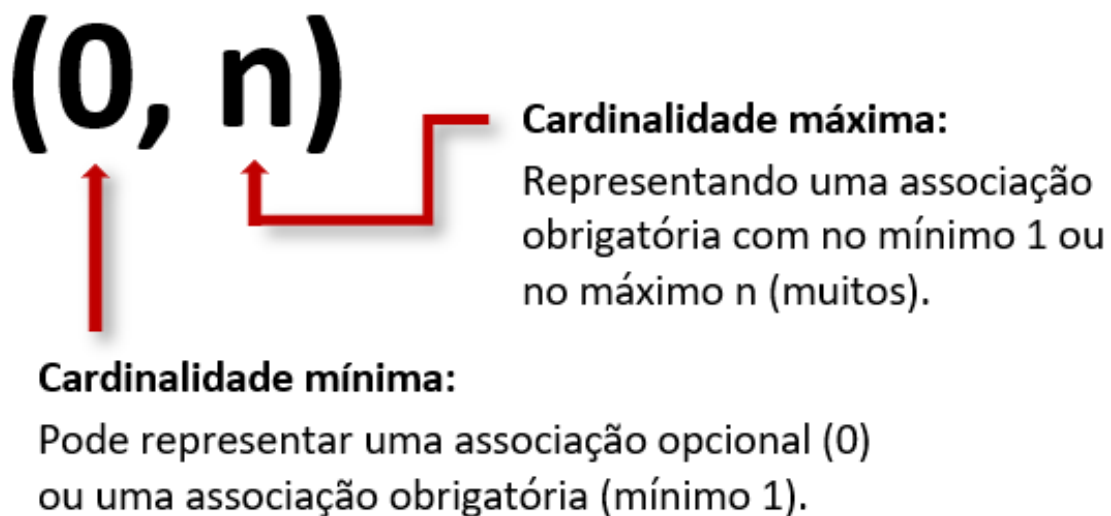 (0, n)
Cardinalidade máxima:
Representando uma associação
obrigatória com no mínimo 1 ou
no máximo n (muitos).
Cardinalidade mínima:
Pode representar uma associação opcional (0)
ou uma associação obrigatória (mínimo 1).